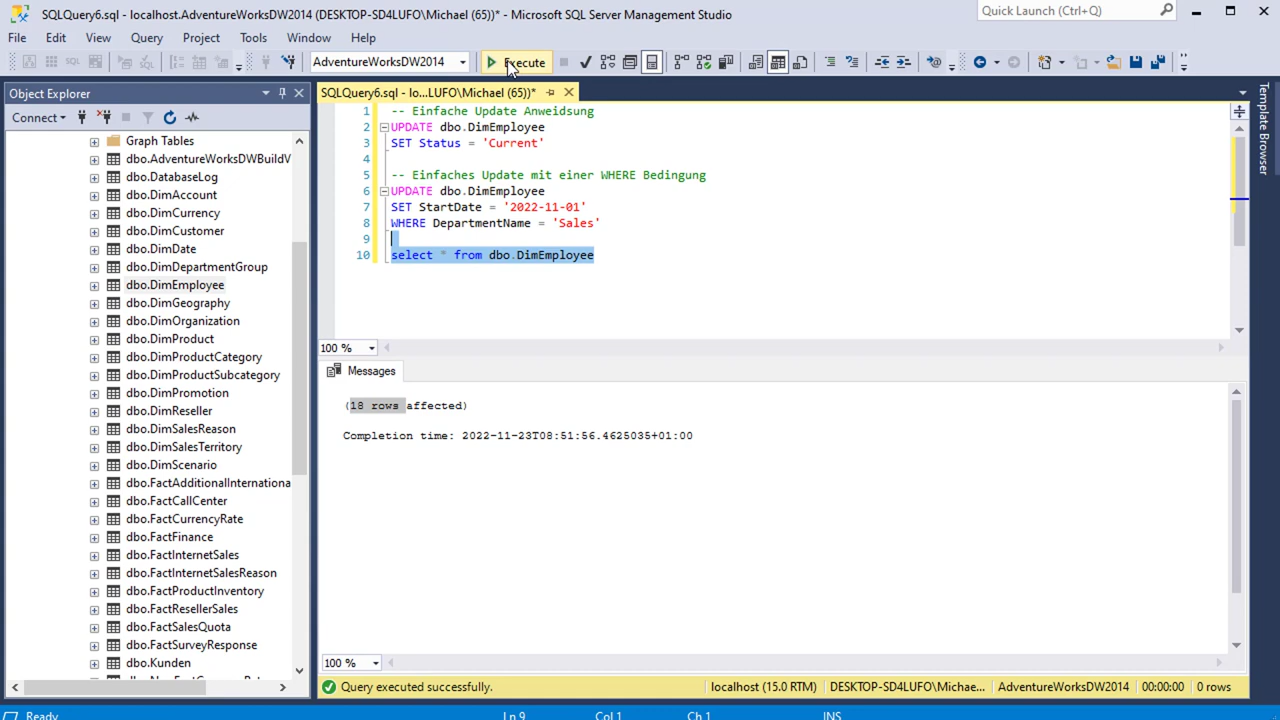 SQLQuery6.sql - localhost.AdventureWorksDW2014 (DESKTOP-SD4LUFO\Michael (65))* - Microsoft SQL Server Management Studio
Quick Launch (Ctrl+Q)
File Edit View Query Project Tools Window Help
AdventureWorksDW2014
Execute
Object Explorer
Connect
Graph Tables
dbo.AdventureWorksDWBuildV
dbo.DatabaseLog
dbo.DimAccount
dbo.DimCurrency
dbo.DimCustomer
dbo.DimDate
dbo.DimDepartmentGroup
dbo.DimEmployee
dbo.DimGeography
dbo.DimOrganization
dbo.DimProduct
dbo.DimProductCategory
dbo.DimProductSubcategory
dbo.DimPromotion
dbo.DimReseller
dbo.DimSalesReason
dbo.DimSalesTerritory
dbo.DimScenario
dbo.FactAdditionalInternationa
dbo.FactCallCenter
dbo.FactCurrencyRate
dbo.FactFinance
dbo.FactInternetSales
dbo.FactInternetSalesReason
dbo.FactProductInventory
dbo.FactResellerSales
dbo.FactSalesQuota
dbo.FactSurveyResponse
dbo.Kunden
SQLQuery6.sql - lo...LUFO\Michael (65))*
1 -- Einfache Update Anweidsung
2 UPDATE dbo.DimEmployee
3 SET Status = 'Current'
4
5 -- Einfaches Update mit einer WHERE Bedingung
6 UPDATE dbo.DimEmployee
7 SET StartDate = '2022-11-01'
8 WHERE DepartmentName = 'Sales'
9
10 select * from dbo.DimEmployee
100 %
Messages
(18 rows affected)
Completion time: 2022-11-23T08:51:56.4625035+01:00
100 %
Query executed successfully.
localhost (15.0 RTM)
DESKTOP-SD4LUFO\Michae...
AdventureWorksDW2014
00:00:00
0 rows
Template Browser
Ready
Ln 9
Col 1
Ch 1
INS